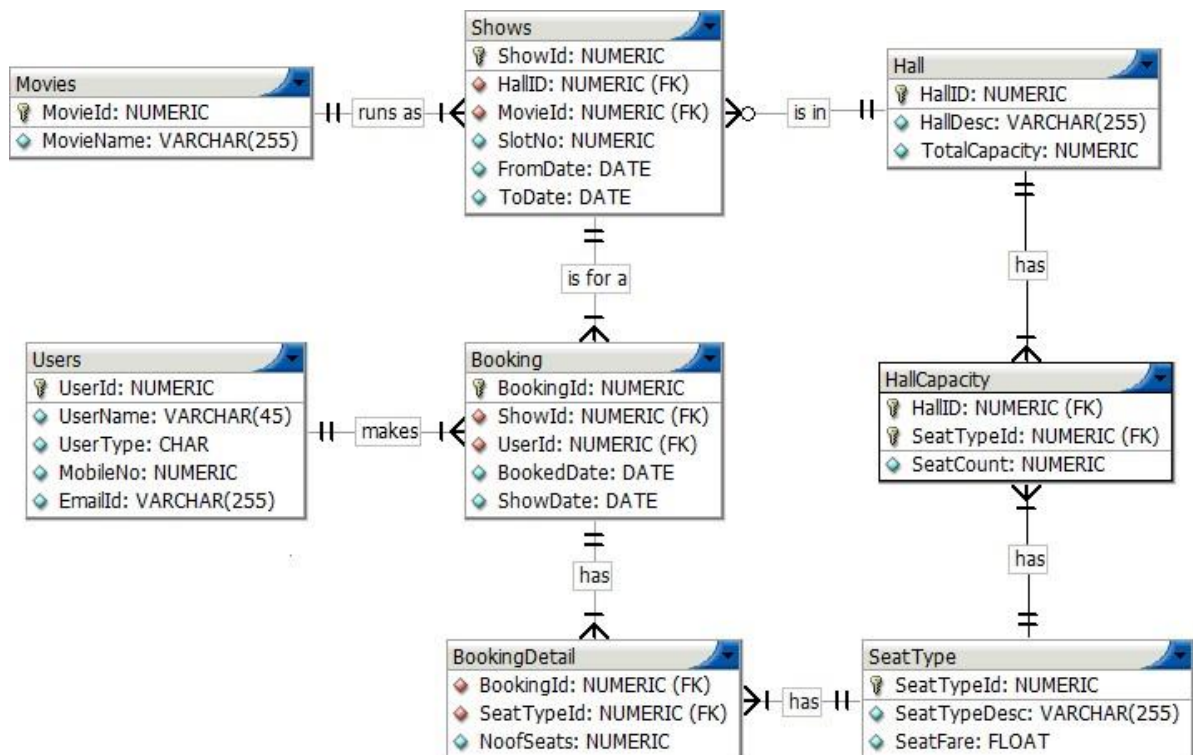 Shows
ShowId: NUMERIC
HallID: NUMERIC (FK)
MovieId: NUMERIC (FK)
SlotNo: NUMERIC
FromDate: DATE
ToDate: DATE
Movies
MovieId: NUMERIC
MovieName: VARCHAR(255)
runs as
is in
Hall
HallID: NUMERIC
HallDesc: VARCHAR(255)
TotalCapacity: NUMERIC
is for a
has
Users
UserId: NUMERIC
UserName: VARCHAR(45)
UserType: CHAR
MobileNo: NUMERIC
EmailId: VARCHAR(255)
makes
Booking
BookingId: NUMERIC
ShowId: NUMERIC (FK)
UserId: NUMERIC (FK)
BookedDate: DATE
ShowDate: DATE
HallCapacity
HallID: NUMERIC (FK)
SeatTypeId: NUMERIC (FK)
SeatCount: NUMERIC
has
has
BookingDetail
BookingId: NUMERIC (FK)
SeatTypeId: NUMERIC (FK)
NoofSeats: NUMERIC
has
SeatType
SeatTypeId: NUMERIC
SeatTypeDesc: VARCHAR(255)
SeatFare: FLOAT